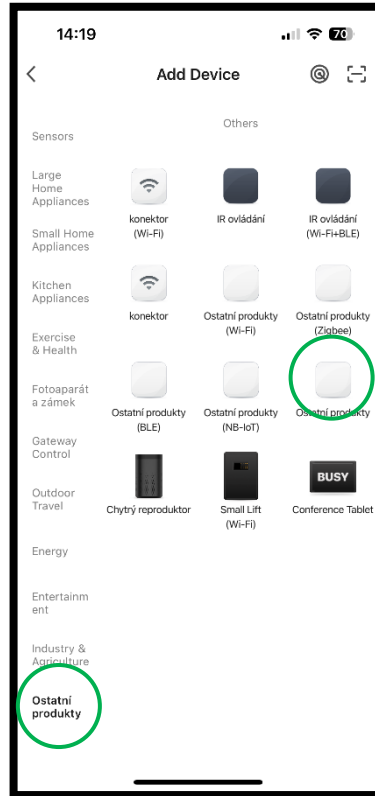 14:19
70
Add Device
Sensors
Large
Home
Appliances
Small Home
Appliances
Kitchen
Appliances
Exercise
& Health
Fotoaparát
a zámek
Gateway
Control
Outdoor
Travel
Energy
Entertainm
ent
Industry &
Agriculture
Ostatní
produkty
Others
konektor
(Wi-Fi)
IR ovládání
IR ovládání
(Wi-Fi+BLE)
konektor
Ostatní produkty
(Wi-Fi)
Ostatní produkty
(Zigbee)
Ostatní produkty
(BLE)
Ostatní produkty
(NB-IoT)
Ostatní produkty
BUSY
Chytrý reproduktor
Small Lift
(Wi-Fi)
Conference Tablet